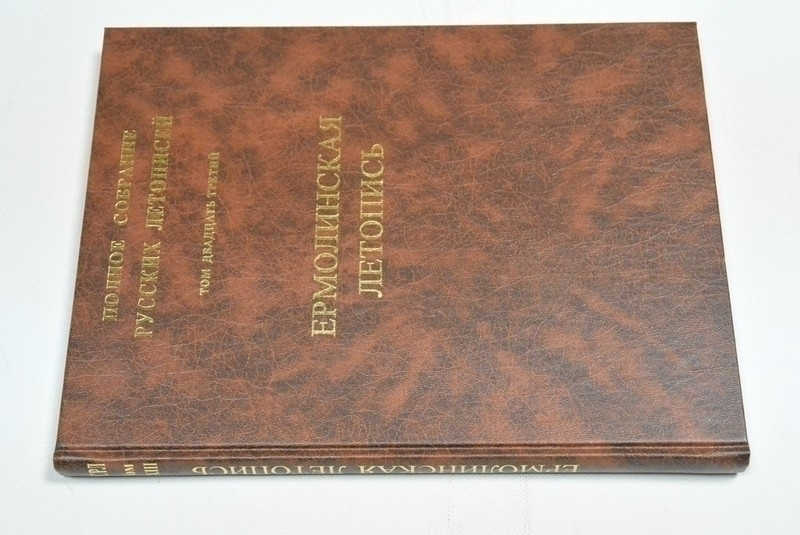 ПОЛНОЕ СОБРАНИЕ
РУССКИХ ЛЕТОПИСЕЙ
ТОМ ДВАДЦАТЬ ТРЕТИЙ
ЕРМОЛИНСКАЯ
ЛЕТОПИСЬ
ЕРМОЛИНСКАЯ ЛЕТОПИСЬ